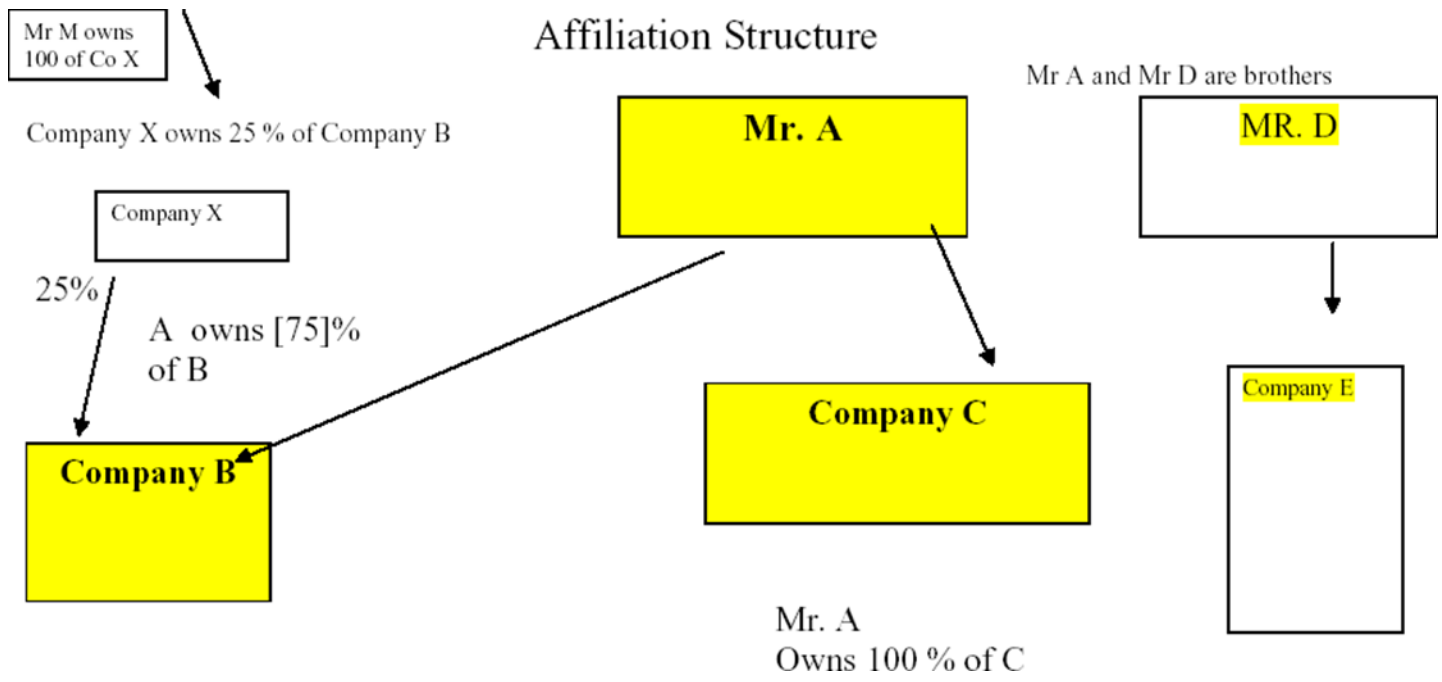 Affiliation Structure
Mr M owns
100 of Co X
Mr A and Mr D are brothers
Company X owns 25 % of Company B
Mr. A
MR. D
Company X
25%
A owns [75]%
of B
Company E
Company C
Company B
Mr. A
Owns 100 % of C